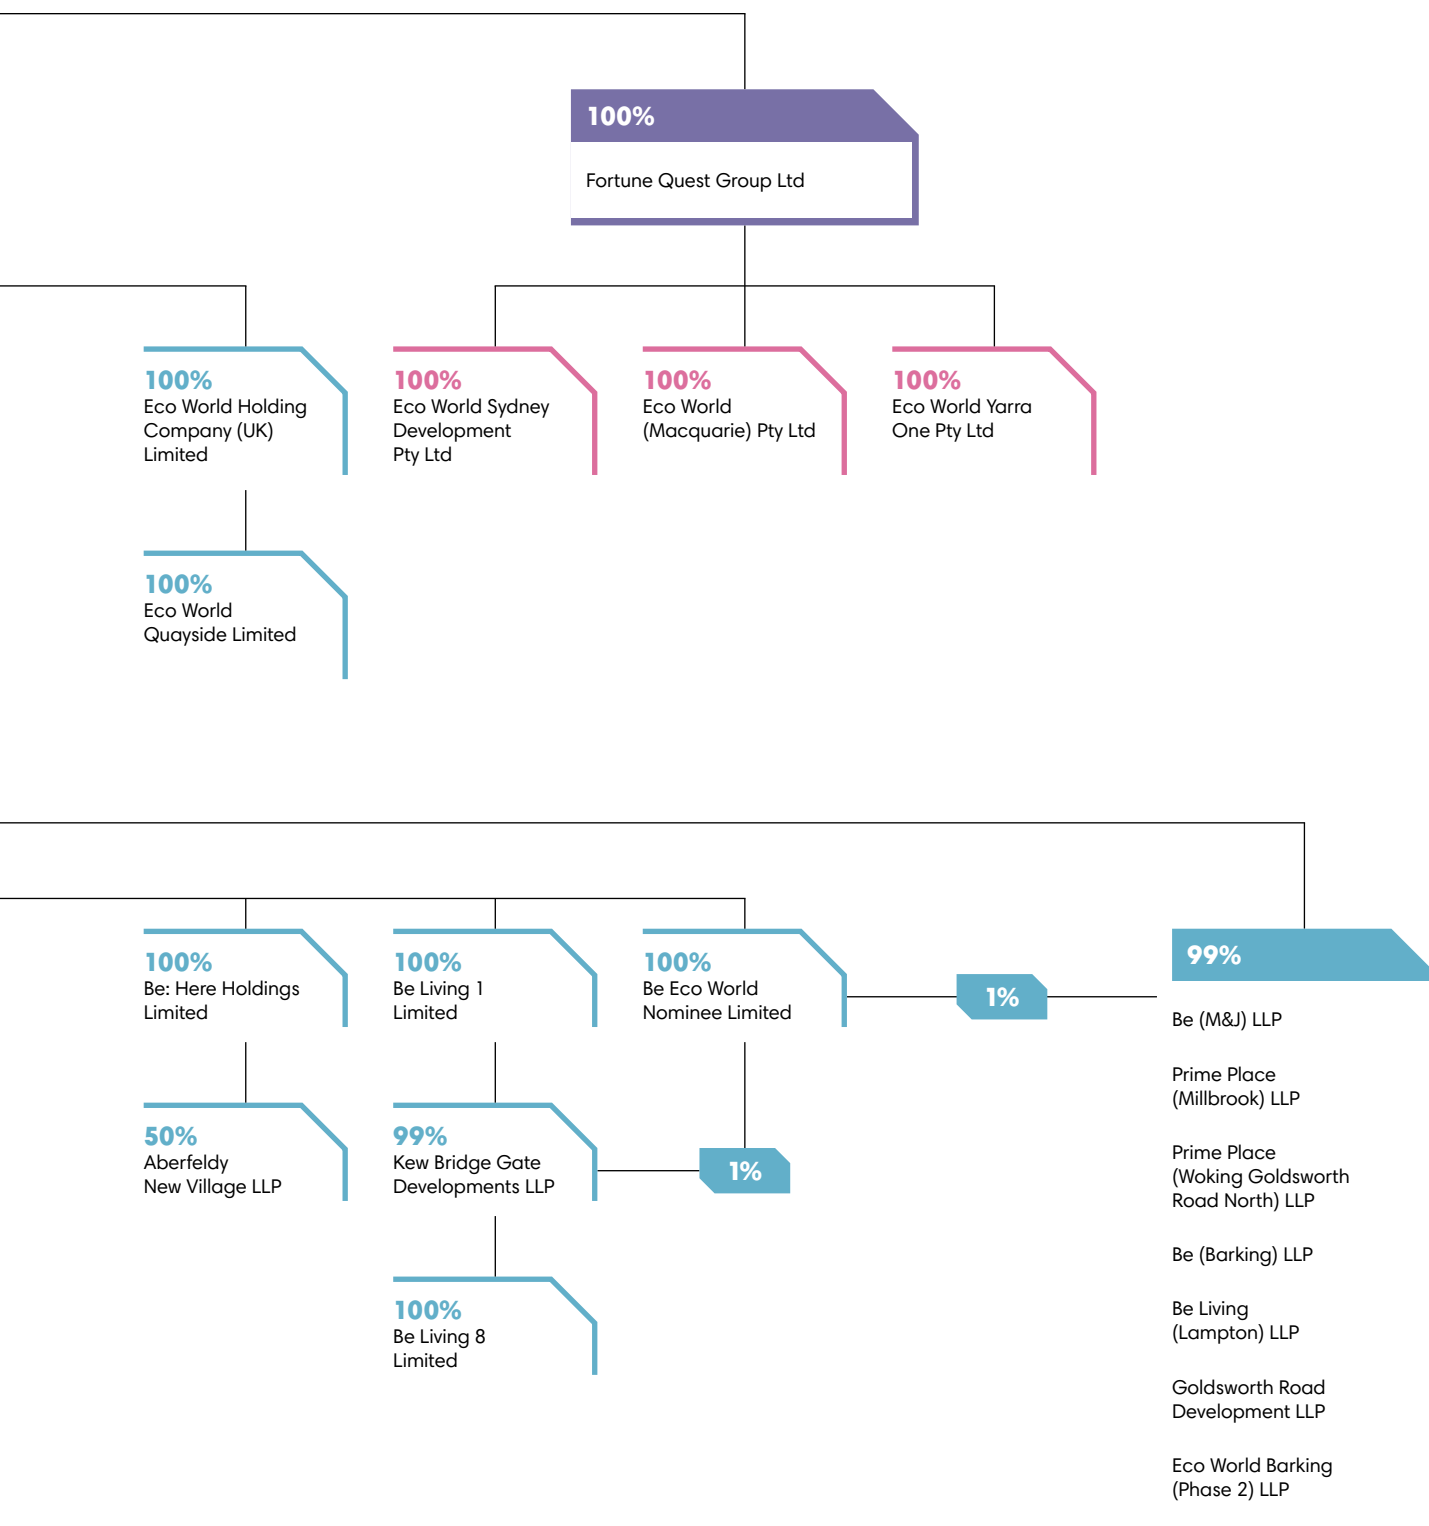 100%
Fortune Quest Group Ltd
100%
Eco World Holding
Company (UK)
Limited
100%
Eco World Sydney
Development
Pty Ltd
100%
Eco World
(Macquarie) Pty Ltd
100%
Eco World Yarra
One Pty Ltd
100%
Eco World
Quayside Limited
100%
Be: Here Holdings
Limited
100%
Be Living 1
Limited
100%
Be Eco World
Nominee Limited
1%
99%
Be (M&J) LLP
Prime Place
(Millbrook) LLP
Prime Place
(Woking Goldsworth
Road North) LLP
Be (Barking) LLP
Be Living
(Lampton) LLP
Goldsworth Road
Development LLP
Eco World Barking
(Phase 2) LLP
50%
Aberfeldy
New Village LLP
99%
Kew Bridge Gate
Developments LLP
1%
100%
Be Living 8
Limited